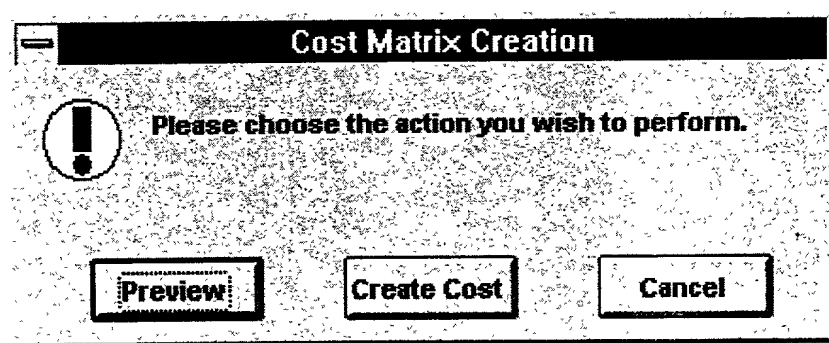 Cost Matrix Creation
Please choose the action you wish to perform.
Preview Create Cost Cancel